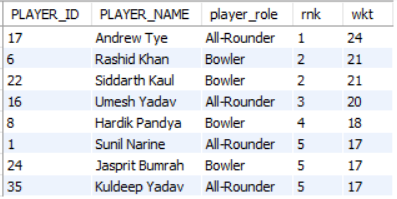 PLAYER_ID PLAYER_NAME player_role rnk wkt
17 Andrew Tye All-Rounder 1 24
6 Rashid Khan Bowler 2 21
22 Siddarth Kaul Bowler 2 21
16 Umesh Yadav All-Rounder 3 20
8 Hardik Pandya Bowler 4 18
1 Sunil Narine All-Rounder 5 17
24 Jasprit Bumrah Bowler 5 17
35 Kuldeep Yadav All-Rounder 5 17